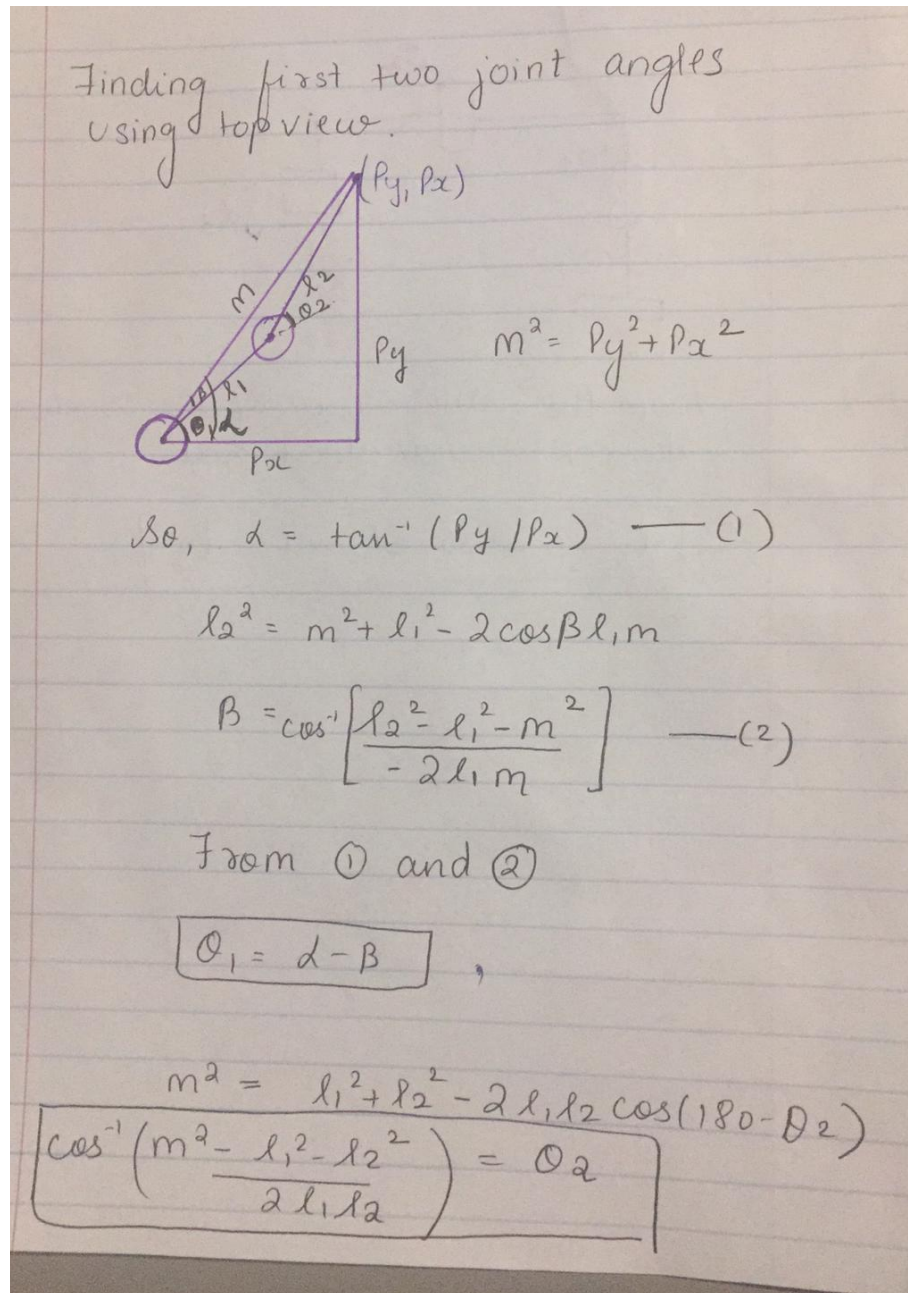 Finding first two joint angles
using top view.
(Py, Px)
m
l2
θ2
β
l1
θ1
α
Py
Px
m² = Py² + Px²
So, α = tan⁻¹ (Py / Px) — (1)
l2² = m² + l1² - 2cosβ l1 m
β = cos⁻¹ [ l2² - l1² - m² / -2 l1 m ] — (2)
From ① and ②
θ1 = α - β ,
m² = l1² + l2² - 2 l1 l2 cos(180 - θ2)
cos⁻¹ ( m² - l1² - l2² / 2 l1 l2 ) = θ2